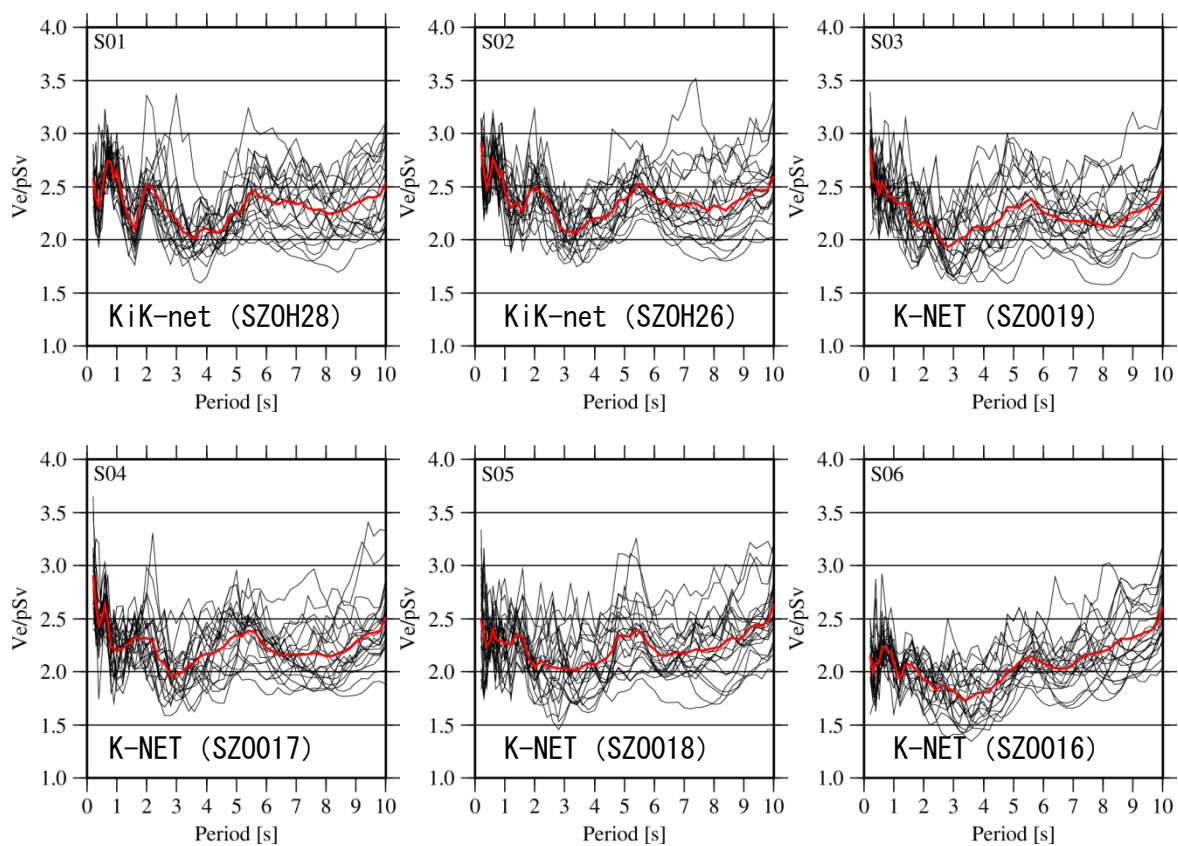 S01
Ve/pSv
4.0
3.5
3.0
2.5
2.0
1.5
1.0
KiK-net (SZOH28)
0 1 2 3 4 5 6 7 8 9 10
Period [s]
S02
Ve/pSv
4.0
3.5
3.0
2.5
2.0
1.5
1.0
KiK-net (SZOH26)
0 1 2 3 4 5 6 7 8 9 10
Period [s]
S03
Ve/pSv
4.0
3.5
3.0
2.5
2.0
1.5
1.0
K-NET (SZO019)
0 1 2 3 4 5 6 7 8 9 10
Period [s]
S04
Ve/pSv
4.0
3.5
3.0
2.5
2.0
1.5
1.0
K-NET (SZO017)
0 1 2 3 4 5 6 7 8 9 10
Period [s]
S05
Ve/pSv
4.0
3.5
3.0
2.5
2.0
1.5
1.0
K-NET (SZO018)
0 1 2 3 4 5 6 7 8 9 10
Period [s]
S06
Ve/pSv
4.0
3.5
3.0
2.5
2.0
1.5
1.0
K-NET (SZO016)
0 1 2 3 4 5 6 7 8 9 10
Period [s]